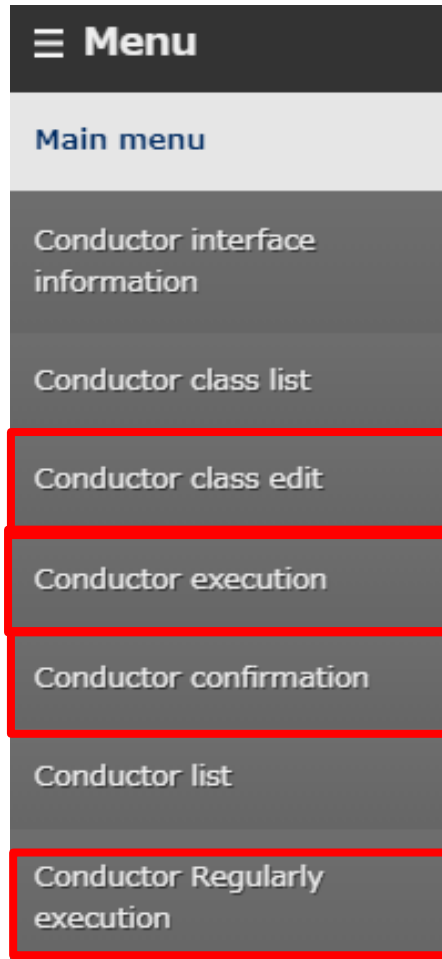 ☰ Menu
Main menu
Conductor interface
information
Conductor class list
Conductor class edit
Conductor execution
Conductor confirmation
Conductor list
Conductor Regularly
execution